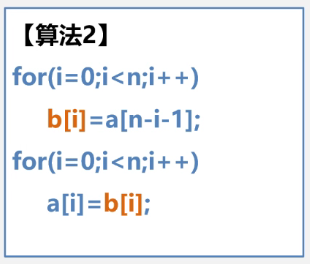 【算法2】
for(i=0;i<n;i++)
b[i]=a[n-i-1];
for(i=0;i<n;i++)
a[i]=b[i];